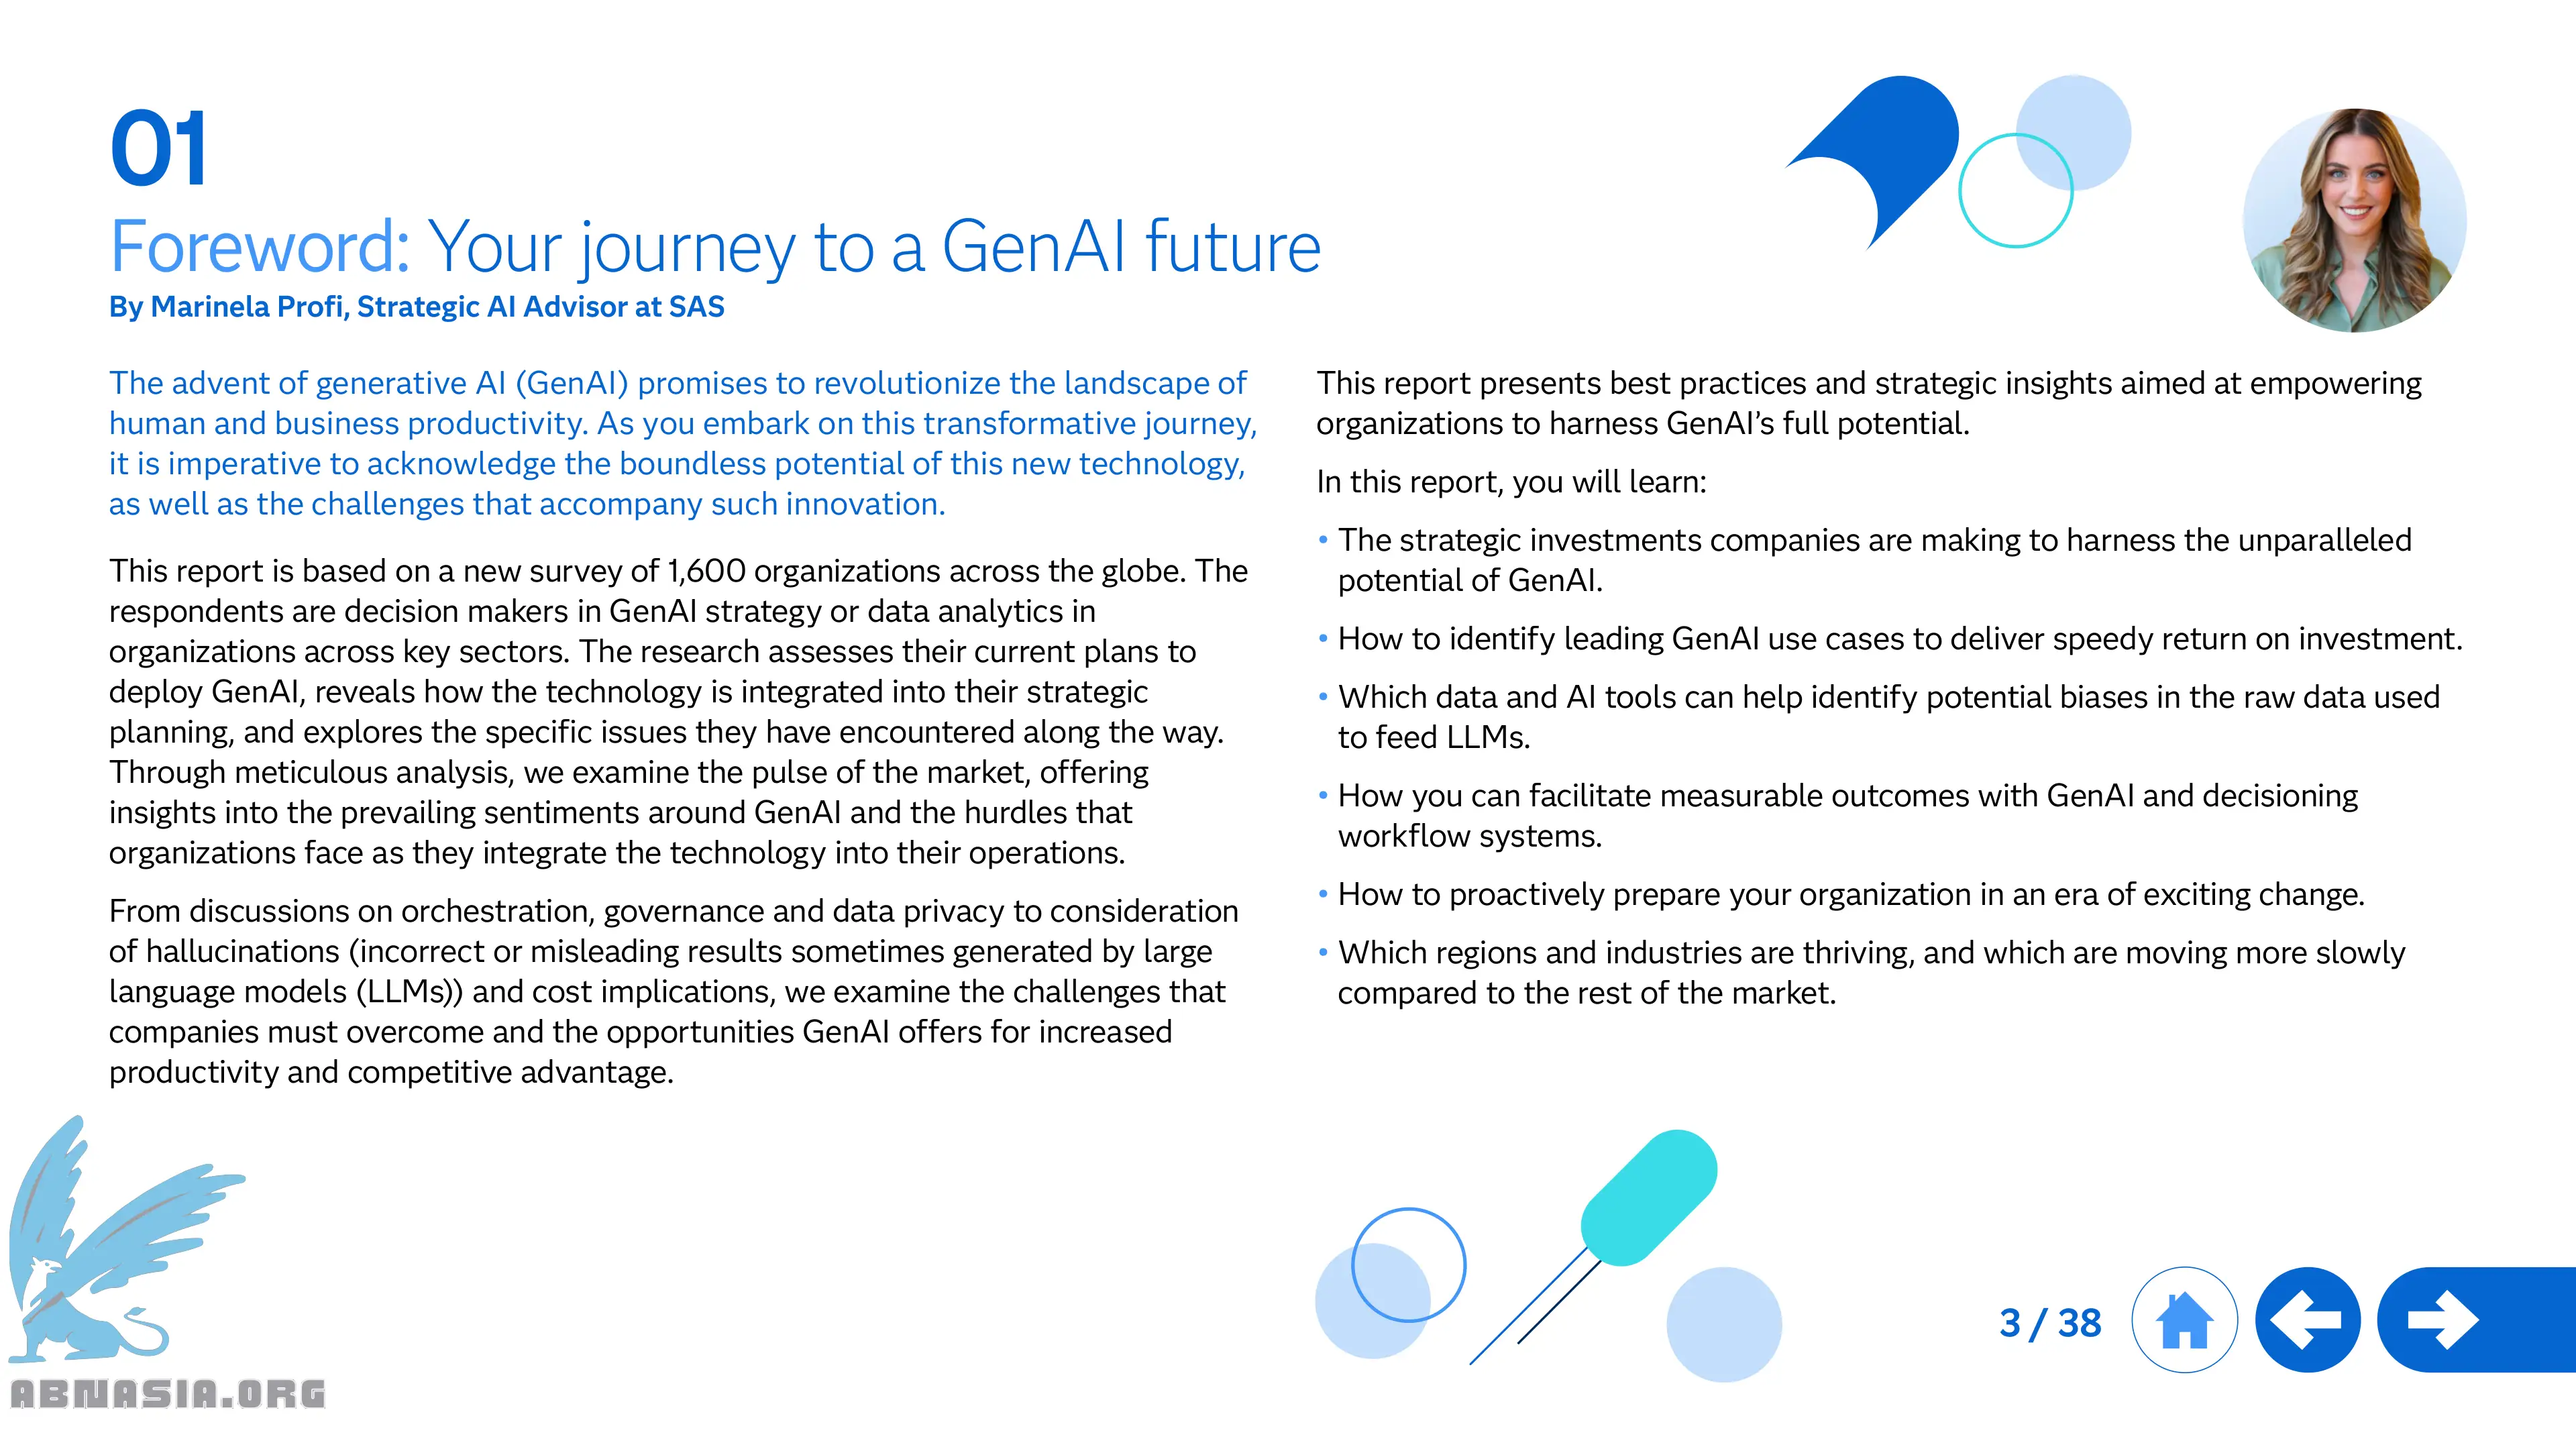 01
Foreword: Your journey to a GenAI future
By Marinela Profi, Strategic AI Advisor at SAS
The advent of generative AI (GenAI) promises to revolutionize the landscape of
human and business productivity. As you embark on this transformative journey,
it is imperative to acknowledge the boundless potential of this new technology,
as well as the challenges that accompany such innovation.
This report is based on a new survey of 1,600 organizations across the globe. The
respondents are decision makers in GenAI strategy or data analytics in
organizations across key sectors. The research assesses their current plans to
deploy GenAI, reveals how the technology is integrated into their strategic
planning, and explores the specific issues they have encountered along the way.
Through meticulous analysis, we examine the pulse of the market, offering
insights into the prevailing sentiments around GenAI and the hurdles that
organizations face as they integrate the technology into their operations.
From discussions on orchestration, governance and data privacy to consideration
of hallucinations (incorrect or misleading results sometimes generated by large
language models (LLMs)) and cost implications, we examine the challenges that
companies must overcome and the opportunities GenAI offers for increased
productivity and competitive advantage.
This report presents best practices and strategic insights aimed at empowering
organizations to harness GenAI’s full potential.
In this report, you will learn:
• The strategic investments companies are making to harness the unparalleled
potential of GenAI.
• How to identify leading GenAI use cases to deliver speedy return on investment.
• Which data and AI tools can help identify potential biases in the raw data used
to feed LLMs.
• How you can facilitate measurable outcomes with GenAI and decisioning
workflow systems.
• How to proactively prepare your organization in an era of exciting change.
• Which regions and industries are thriving, and which are moving more slowly
compared to the rest of the market.
3 / 38
ABNASIA.ORG